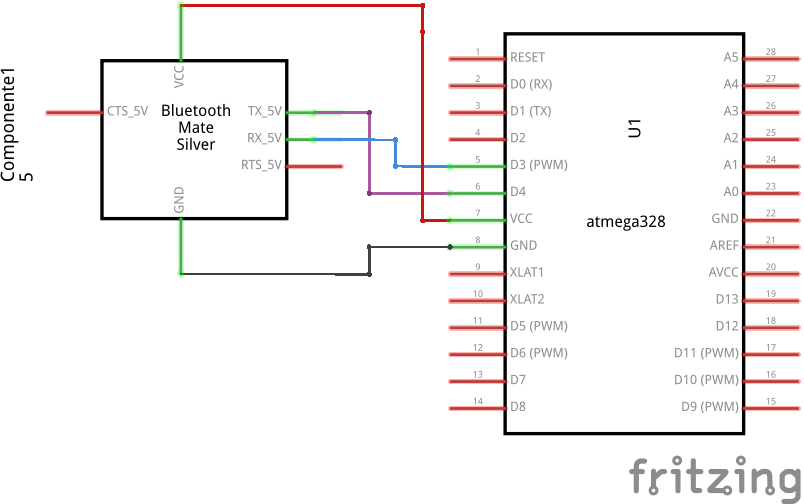 Componente1
5
VCC
CTS_5V
Bluetooth
Mate
Silver
TX_5V
RX_5V
RTS_5V
GND
U1
atmega328
1 RESET
2 D0 (RX)
3 D1 (TX)
4 D2
5 D3 (PWM)
6 D4
7 VCC
8 GND
9 XLAT1
10 XLAT2
11 D5 (PWM)
12 D6 (PWM)
13 D7
14 D8
A5 28
A4 27
A3 26
A2 25
A1 24
A0 23
GND 22
AREF 21
AVCC 20
D13 19
D12 18
D11 (PWM) 17
D10 (PWM) 16
D9 (PWM) 15
fritzing